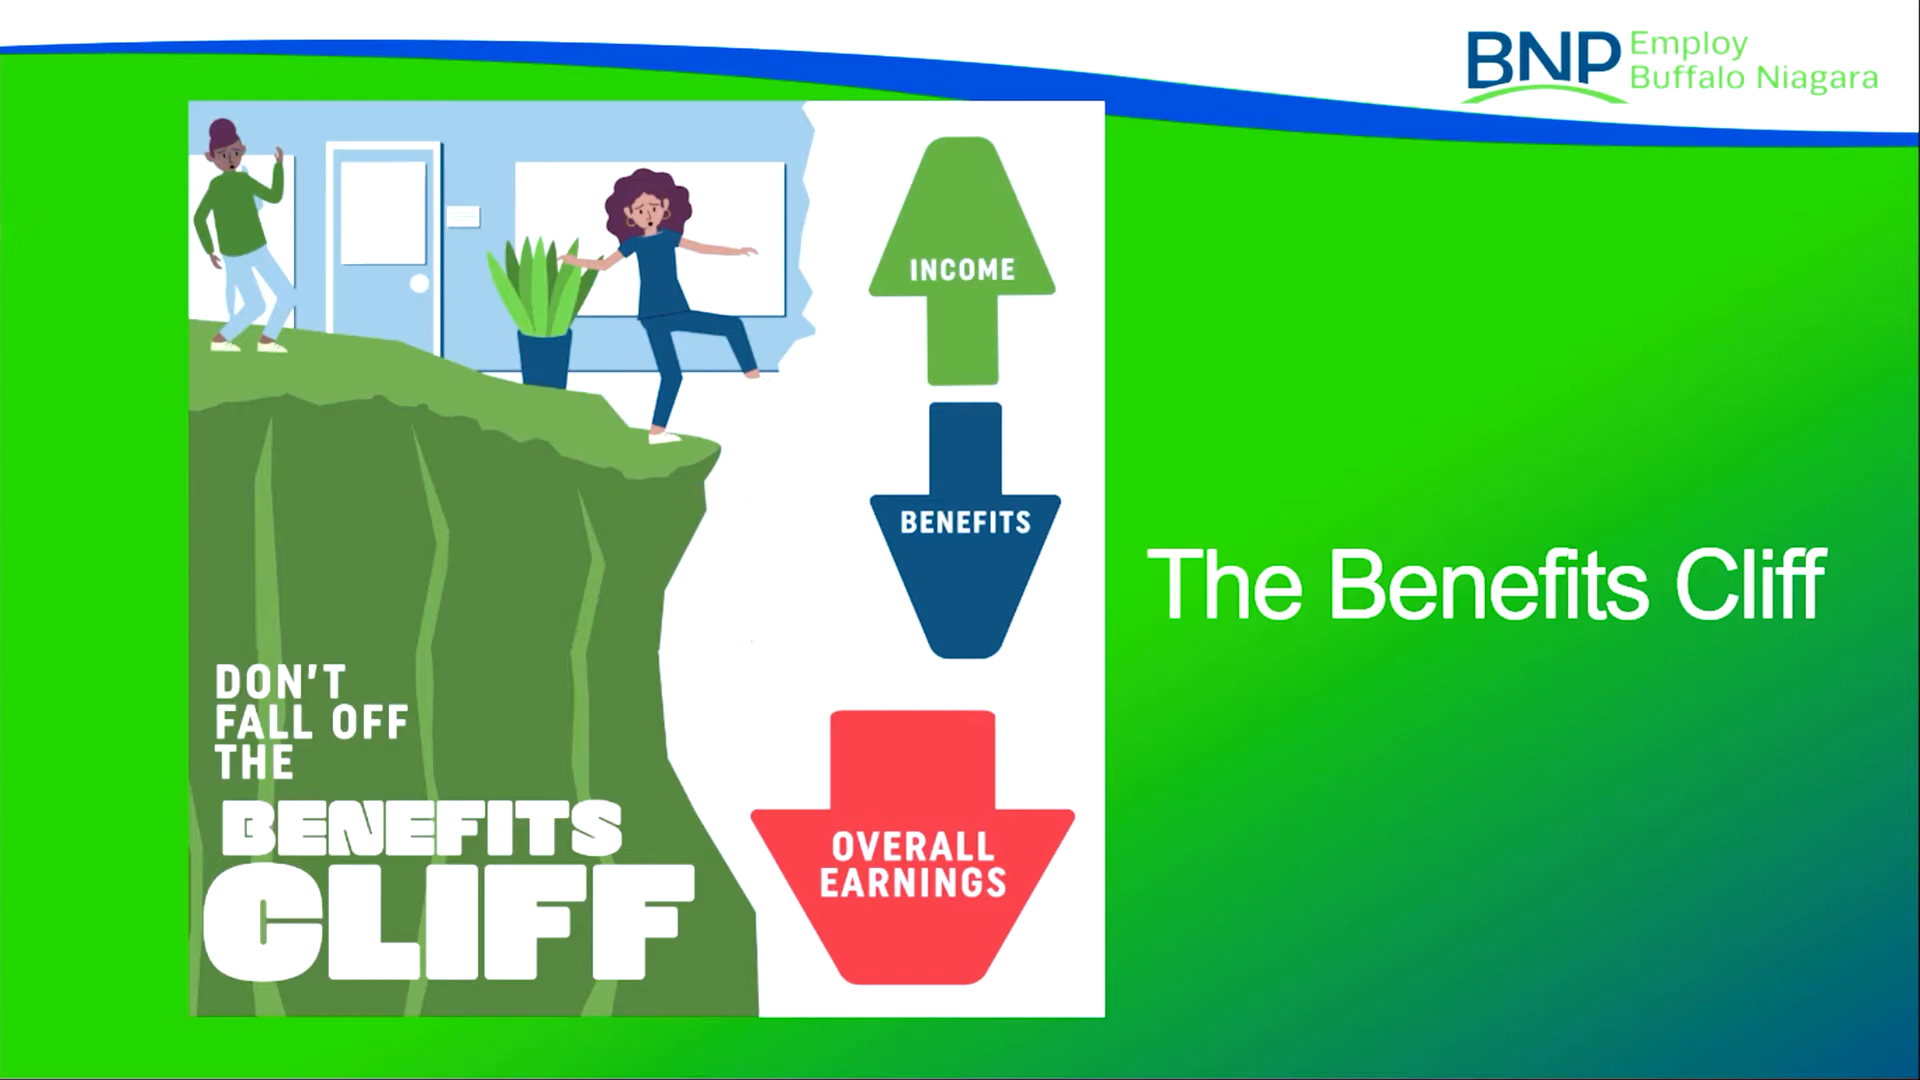 BNP Employ
Buffalo Niagara
INCOME
BENEFITS
OVERALL
EARNINGS
DON'T
FALL OFF
THE
BENEFITS
CLIFF
The Benefits Cliff